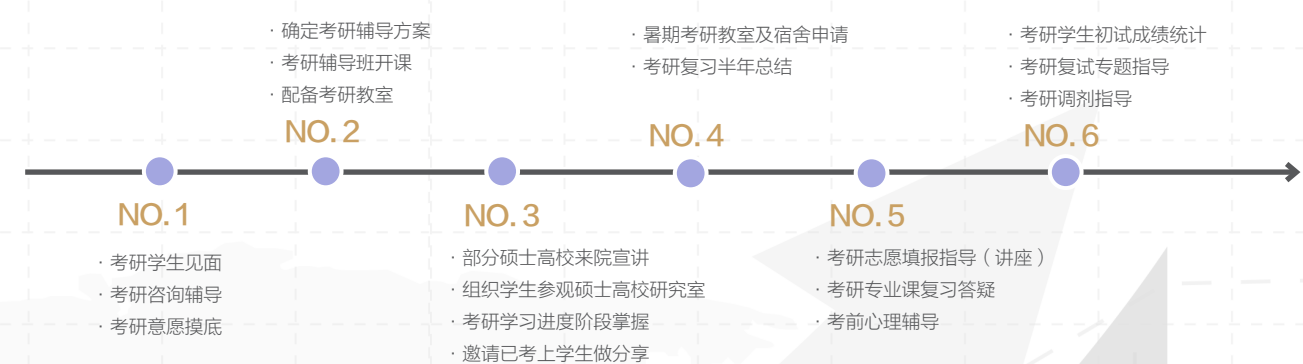 NO.1
· 考研学生见面
· 考研咨询辅导
· 考研意愿摸底
· 确定考研辅导方案
· 考研辅导班开课
· 配备考研教室
NO.2
NO.3
· 部分硕士高校来院宣讲
· 组织学生参观硕士高校研究室
· 考研学习进度阶段掌握
· 邀请已考上学生做分享
· 暑期考研教室及宿舍申请
· 考研复习半年总结
NO.4
NO.5
· 考研志愿填报指导（讲座）
· 考研专业课复习答疑
· 考前心理辅导
· 考研学生初试成绩统计
· 考研复试专题指导
· 考研调剂指导
NO.6